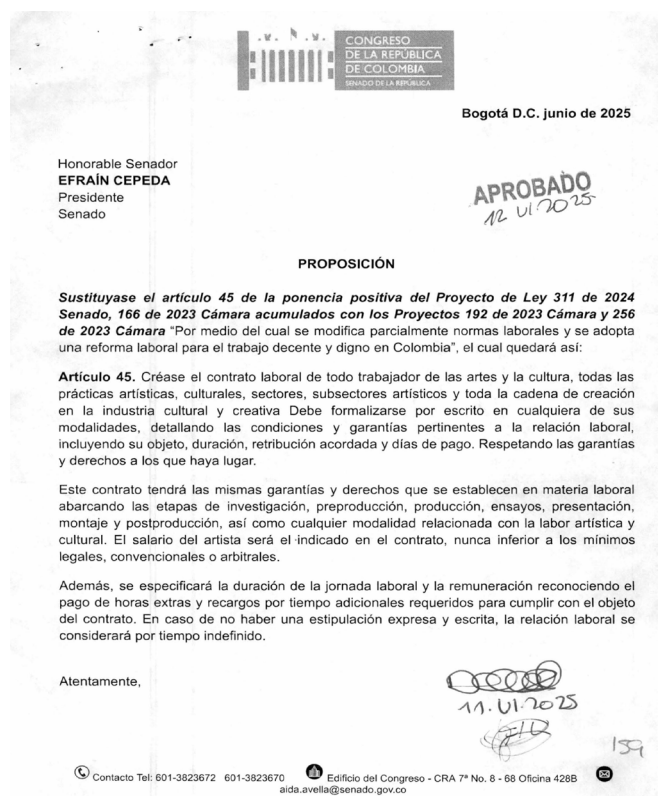 CONGRESO
DE LA REPÚBLICA
DE COLOMBIA
SENADO DE LA REPÚBLICA
Bogotá D.C. junio de 2025
Honorable Senador
EFRAÍN CEPEDA
Presidente
Senado
APROBADO
12 VI 2025
PROPOSICIÓN
Sustituyase el artículo 45 de la ponencia positiva del Proyecto de Ley 311 de 2024
Senado, 166 de 2023 Cámara acumulados con los Proyectos 192 de 2023 Cámara y 256
de 2023 Cámara “Por medio del cual se modifica parcialmente normas laborales y se adopta
una reforma laboral para el trabajo decente y digno en Colombia”, el cual quedará así:
Artículo 45. Créase el contrato laboral de todo trabajador de las artes y la cultura, todas las
prácticas artísticas, culturales, sectores, subsectores artísticos y toda la cadena de creación
en la industria cultural y creativa Debe formalizarse por escrito en cualquiera de sus
modalidades, detallando las condiciones y garantías pertinentes a la relación laboral,
incluyendo su objeto, duración, retribución acordada y días de pago. Respetando las garantías
y derechos a los que haya lugar.
Este contrato tendrá las mismas garantías y derechos que se establecen en materia laboral
abarcando las etapas de investigación, preproducción, producción, ensayos, presentación,
montaje y postproducción, así como cualquier modalidad relacionada con la labor artística y
cultural. El salario del artista será el indicado en el contrato, nunca inferior a los mínimos
legales, convencionales o arbitrales.
Además, se especificará la duración de la jornada laboral y la remuneración reconociendo el
pago de horas extras y recargos por tiempo adicionales requeridos para cumplir con el objeto
del contrato. En caso de no haber una estipulación expresa y escrita, la relación laboral se
considerará por tiempo indefinido.
Atentamente,
11.VI.2025
159
Contacto Tel: 601-3823672 601-3823670 Edificio del Congreso - CRA 7ª No. 8 - 68 Oficina 428B
aida.avella@senado.gov.co